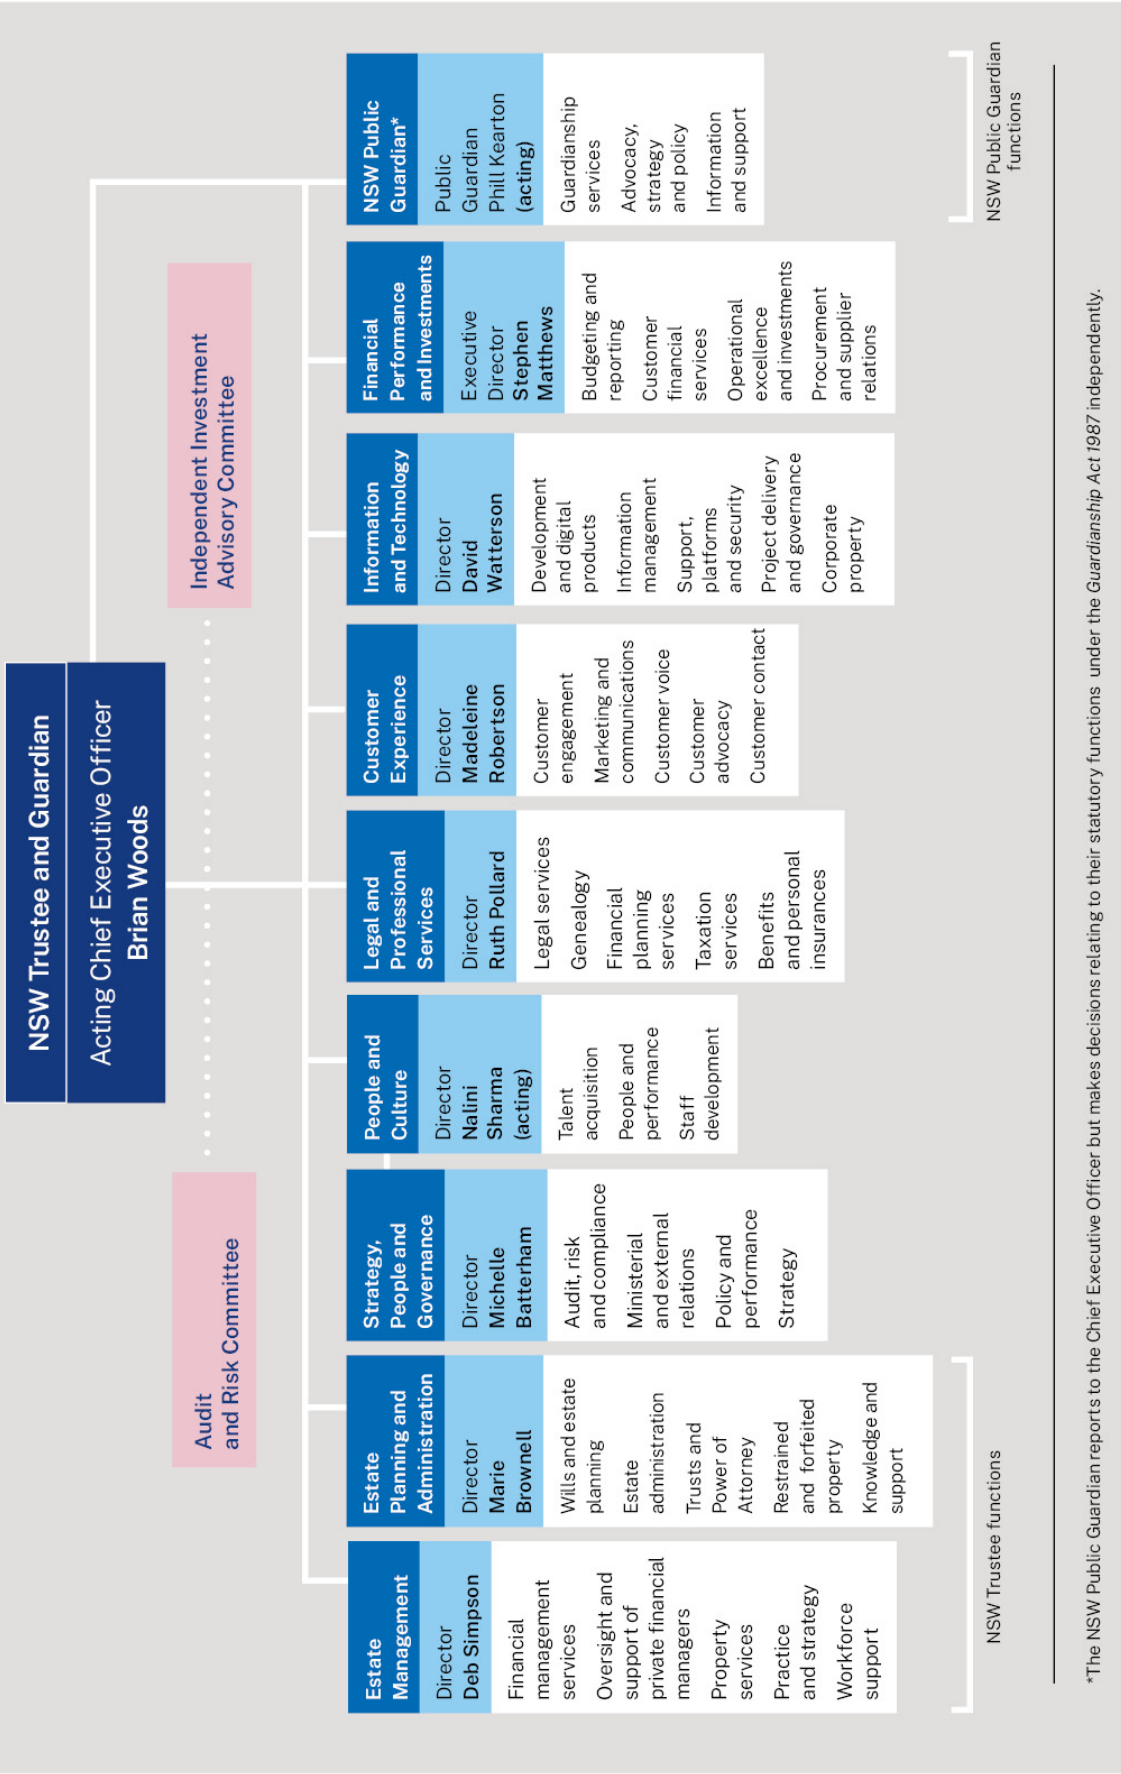 NSW Trustee and Guardian
Acting Chief Executive Officer
Brian Woods
Audit
and Risk Committee
Independent Investment
Advisory Committee
Estate
Management
Director
Deb Simpson
Financial
management
services
Oversight and
support of
private financial
managers
Property
services
Practice
and strategy
Workforce
support
Estate
Planning and
Administration
Director
Marie
Brownell
Wills and estate
planning
Estate
administration
Trusts and
Power of
Attorney
Restrained
and forfeited
property
Knowledge and
support
Strategy,
People and
Governance
Director
Michelle
Batterham
Audit, risk
and compliance
Ministerial
and external
relations
Policy and
performance
Strategy
People and
Culture
Director
Nalini
Sharma
(acting)
Talent
acquisition
People and
performance
Staff
development
Legal and
Professional
Services
Director
Ruth Pollard
Legal services
Genealogy
Financial
planning
services
Taxation
services
Benefits
and personal
insurances
Customer
Experience
Director
Madeleine
Robertson
Customer
engagement
Marketing and
communications
Customer voice
Customer
advocacy
Customer contact
Information
and Technology
Director
David
Watterson
Development
and digital
products
Information
management
Support,
platforms
and security
Project delivery
and governance
Corporate
property
Financial
Performance
and Investments
Executive
Director
Stephen
Matthews
Budgeting and
reporting
Customer
financial
services
Operational
excellence
and investments
Procurement
and supplier
relations
NSW Public
Guardian*
Public
Guardian
Phill Kearton
(acting)
Guardianship
services
Advocacy,
strategy
and policy
Information
and support
NSW Trustee functions
NSW Public Guardian
functions
*The NSW Public Guardian reports to the Chief Executive Officer but makes decisions relating to their statutory functions under the Guardianship Act 1987 independently.